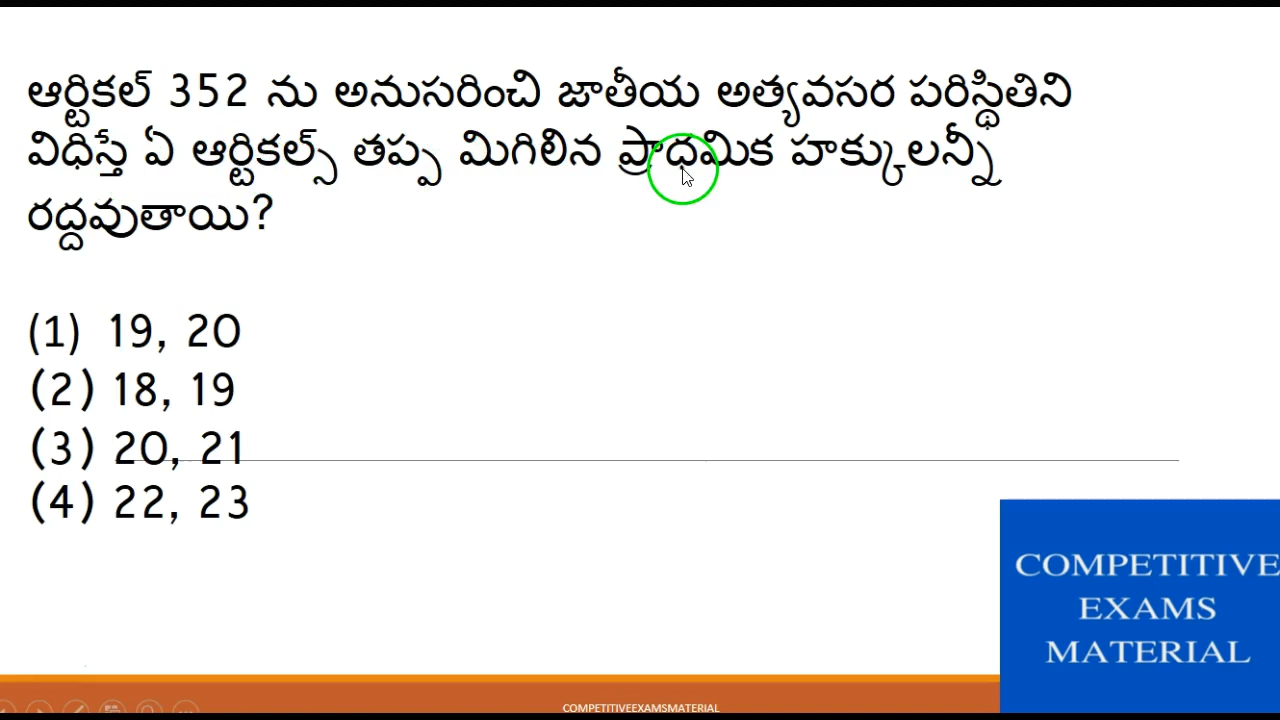 ఆర్టికల్ 352 ను అనుసరించి జాతీయ అత్యవసర పరిస్థితిని
విధిస్తే ఏ ఆర్టికల్స్ తప్ప మిగిలిన ప్రాధమిక హక్కులన్నీ
రద్దవుతాయి?
(1) 19, 20
(2) 18, 19
(3) 20, 21
(4) 22, 23
COMPETITIVE
EXAMS
MATERIAL
COMPETITIVEEXAMSMATERIAL